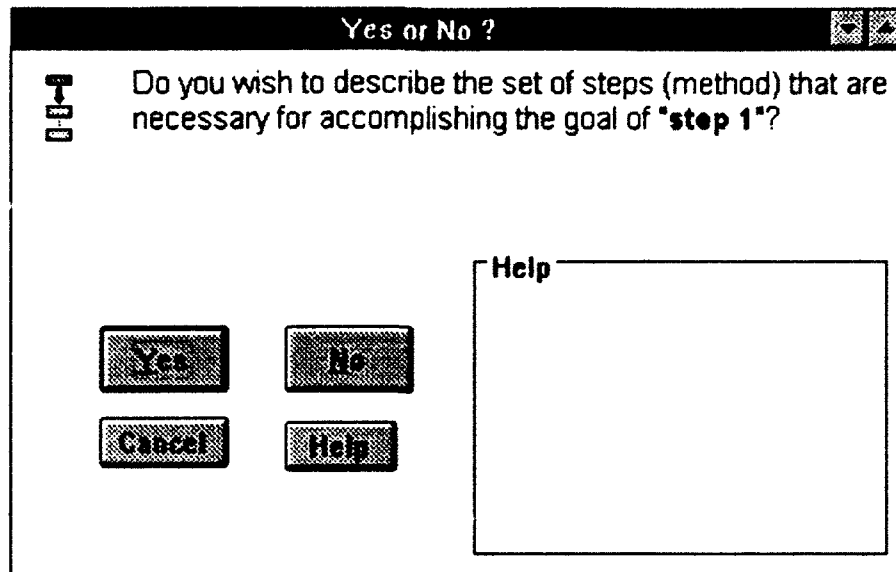 Yes or No ?
Do you wish to describe the set of steps (method) that are
necessary for accomplishing the goal of "step 1"?
Help
Yes No
Cancel Help